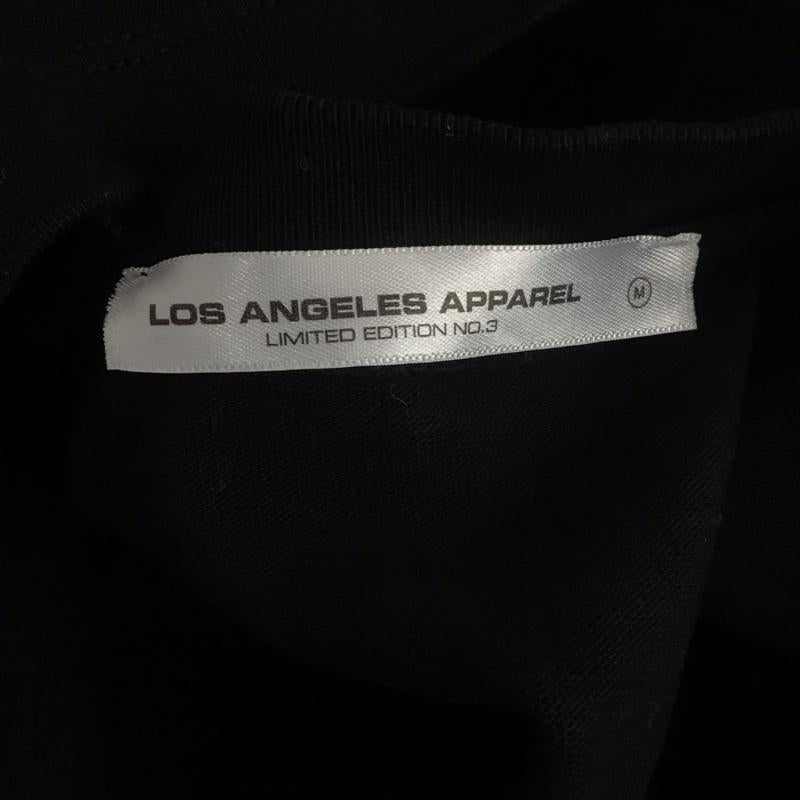 LOS ANGELES APPAREL M
LIMITED EDITION NO.3